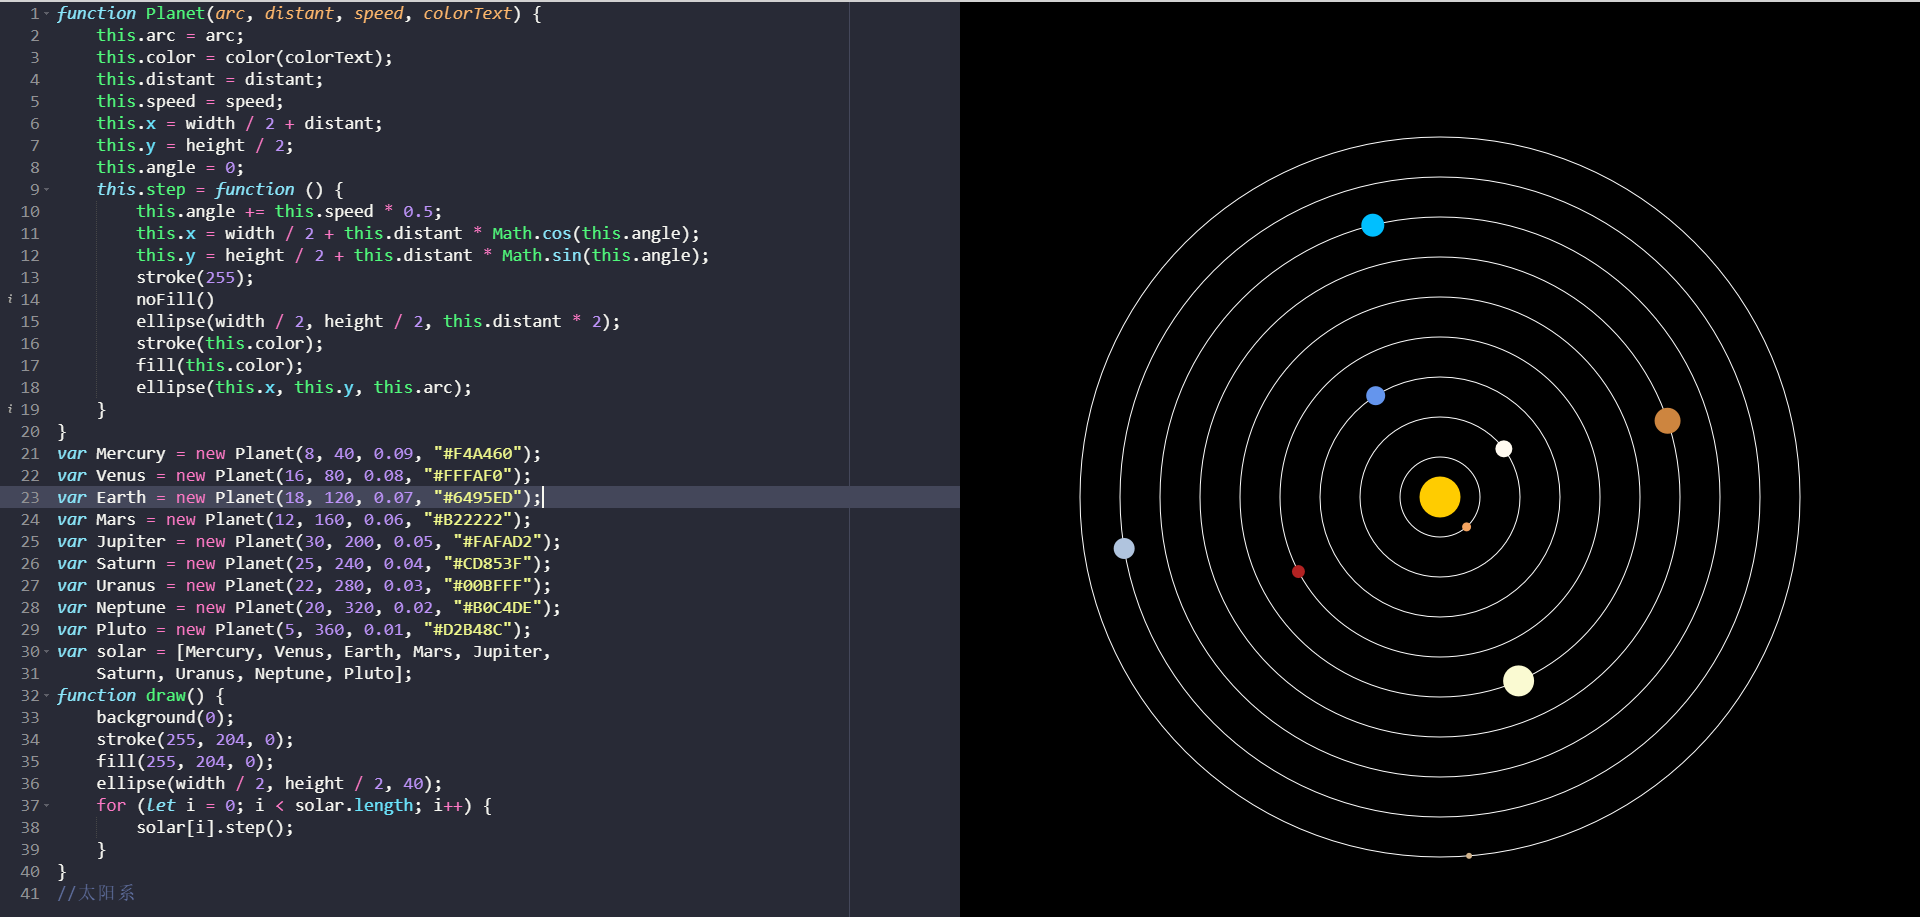 1 function Planet(arc, distant, speed, colorText) {
2     this.arc = arc;
3     this.color = color(colorText);
4     this.distant = distant;
5     this.speed = speed;
6     this.x = width / 2 + distant;
7     this.y = height / 2;
8     this.angle = 0;
9     this.step = function () {
10         this.angle += this.speed * 0.5;
11         this.x = width / 2 + this.distant * Math.cos(this.angle);
12         this.y = height / 2 + this.distant * Math.sin(this.angle);
13         stroke(255);
i 14         noFill()
15         ellipse(width / 2, height / 2, this.distant * 2);
16         stroke(this.color);
17         fill(this.color);
18         ellipse(this.x, this.y, this.arc);
i 19     }
20 }
21 var Mercury = new Planet(8, 40, 0.09, "#F4A460");
22 var Venus = new Planet(16, 80, 0.08, "#FFFAF0");
23 var Earth = new Planet(18, 120, 0.07, "#6495ED");
24 var Mars = new Planet(12, 160, 0.06, "#B22222");
25 var Jupiter = new Planet(30, 200, 0.05, "#FAFAD2");
26 var Saturn = new Planet(25, 240, 0.04, "#CD853F");
27 var Uranus = new Planet(22, 280, 0.03, "#00BFFF");
28 var Neptune = new Planet(20, 320, 0.02, "#B0C4DE");
29 var Pluto = new Planet(5, 360, 0.01, "#D2B48C");
30 var solar = [Mercury, Venus, Earth, Mars, Jupiter,
31     Saturn, Uranus, Neptune, Pluto];
32 function draw() {
33     background(0);
34     stroke(255, 204, 0);
35     fill(255, 204, 0);
36     ellipse(width / 2, height / 2, 40);
37     for (let i = 0; i < solar.length; i++) {
38         solar[i].step();
39     }
40 }
41 //太阳系